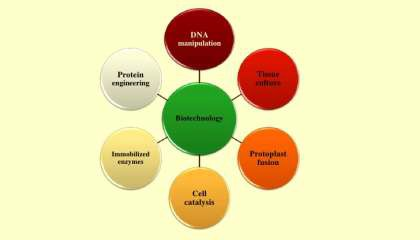 DNA
manipulation
Tissue
culture
Protoplast
fusion
Cell
catalysis
Immobilized
enzymes
Protein
engineering
Biotechnology